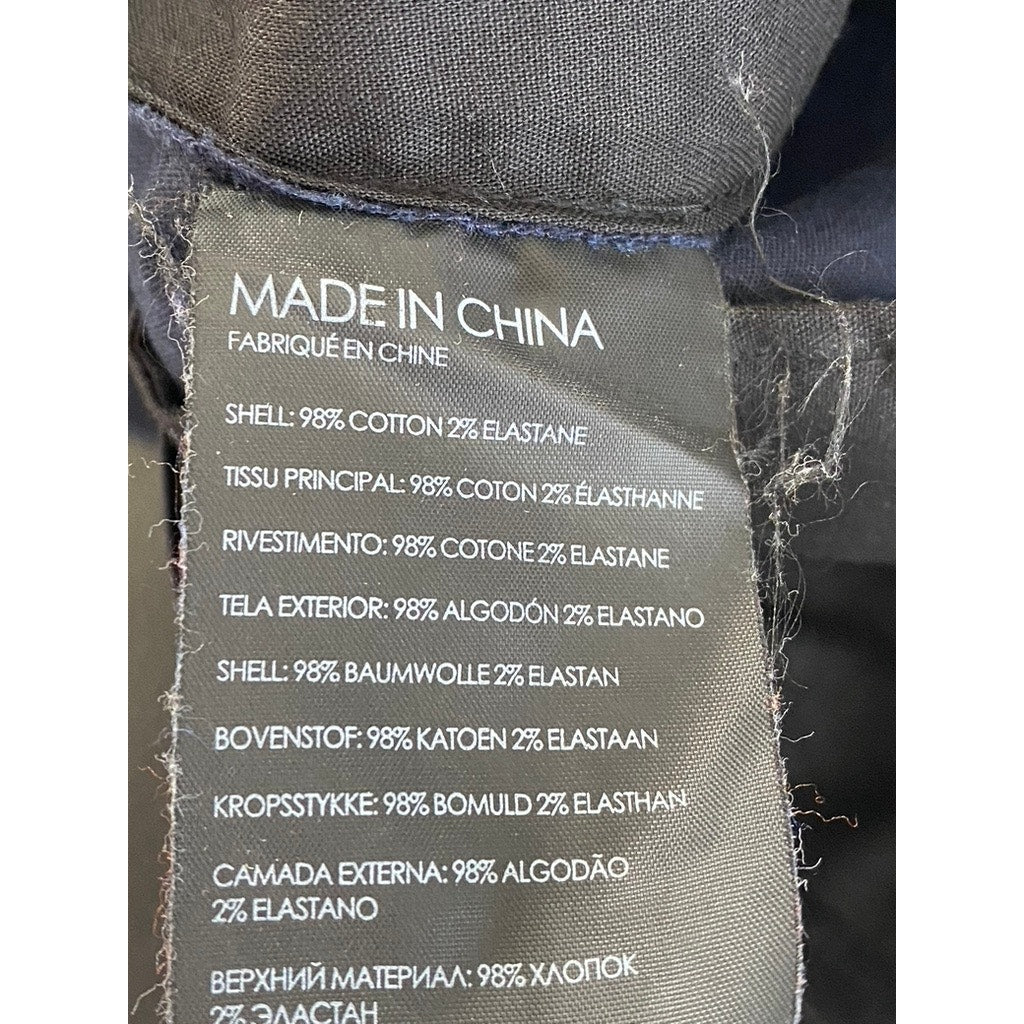 MADE IN CHINA
FABRIQUÉ EN CHINE
SHELL: 98% COTTON 2% ELASTANE
TISSU PRINCIPAL: 98% COTON 2% ÉLASTHANNE
RIVESTIMENTO: 98% COTONE 2% ELASTANE
TELA EXTERIOR: 98% ALGODÓN 2% ELASTANO
SHELL: 98% BAUMWOLLE 2% ELASTAN
BOVENSTOF: 98% KATOEN 2% ELASTAAN
KROPSSTYKKE: 98% BOMULD 2% ELASTHAN
CAMADA EXTERNA: 98% ALGODÃO
2% ELASTANO
ВЕРХНИЙ МАТЕРИАЛ: 98% ХЛОПОК
2% ЭЛАСТАН